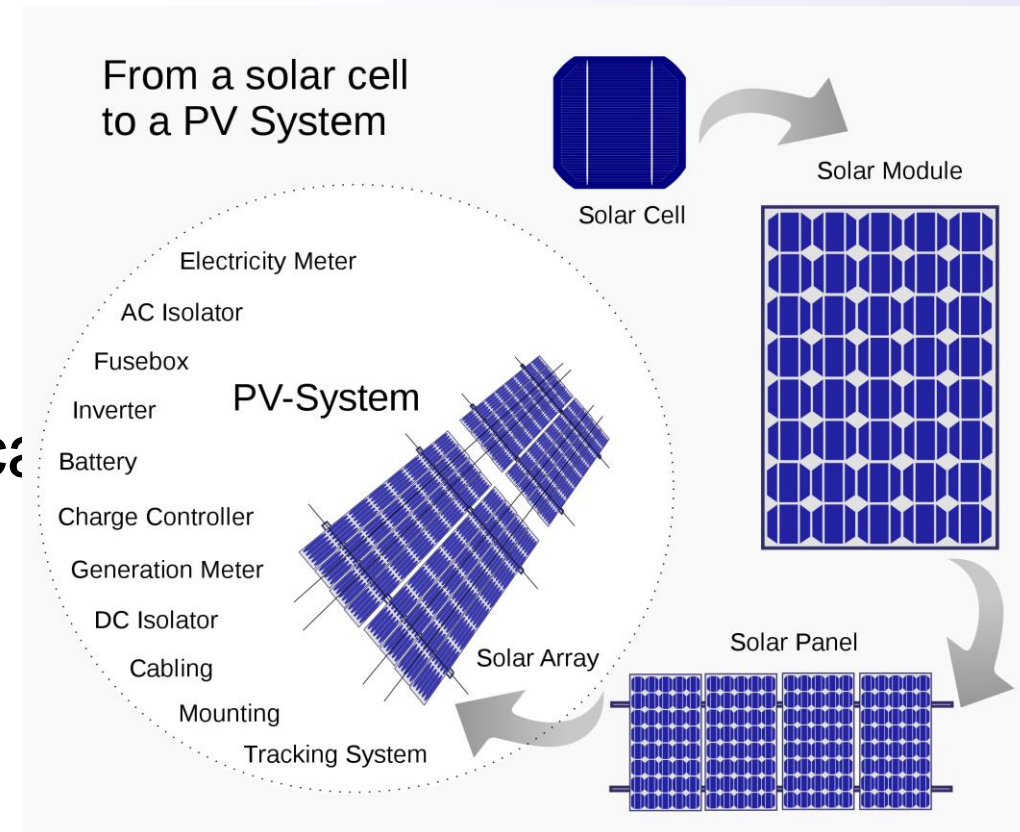 From a solar cell
to a PV System
Solar Cell
Solar Module
Solar Panel
Solar Array
PV-System
Electricity Meter
AC Isolator
Fusebox
Inverter
Battery
Charge Controller
Generation Meter
DC Isolator
Cabling
Mounting
Tracking System